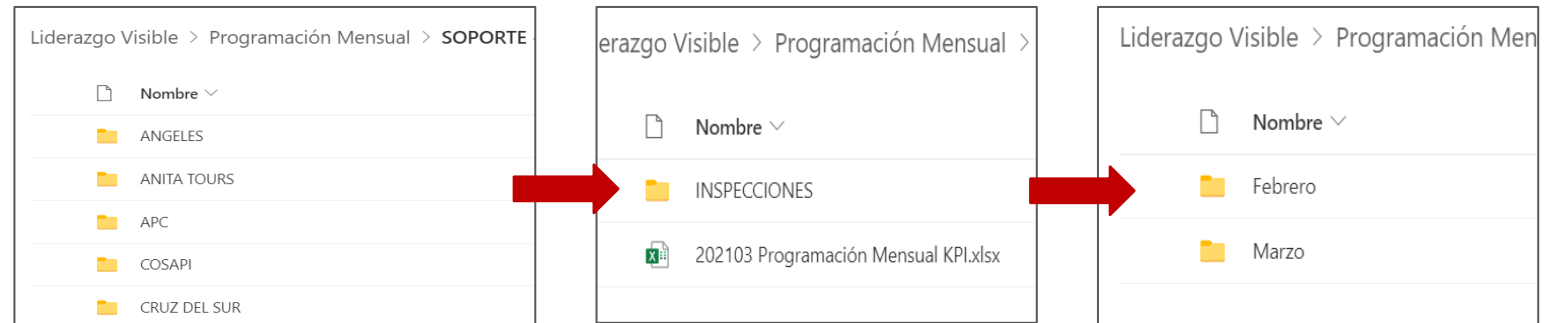 Liderazgo Visible > Programación Mensual > SOPORTE
Nombre
ANGELES
ANITA TOURS
APC
COSAPI
CRUZ DEL SUR
erazgo Visible > Programación Mensual >
Nombre
INSPECCIONES
202103 Programación Mensual KPI.xlsx
Liderazgo Visible > Programación Men
Nombre
Febrero
Marzo